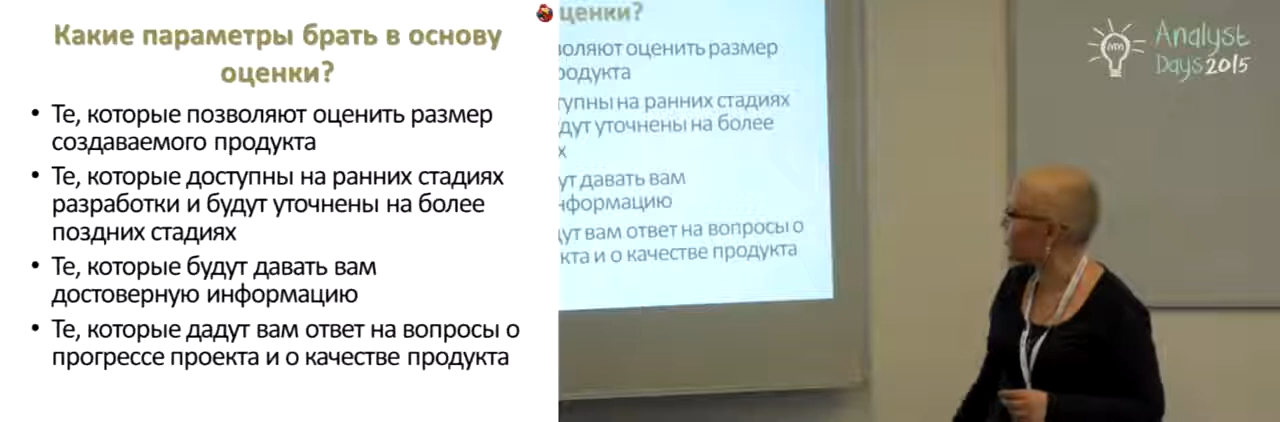 Какие параметры брать в основу
оценки?
• Те, которые позволяют оценить размер
создаваемого продукта
• Те, которые доступны на ранних стадиях
разработки и будут уточнены на более
поздних стадиях
• Те, которые будут давать вам
достоверную информацию
• Те, которые дадут вам ответ на вопросы о
прогрессе проекта и о качестве продукта
ценки?
воляют оценить размер
родукта
тупны на ранних стадиях
дут уточнены на более
х
ут давать вам
нформацию
дут вам ответ на вопросы о
кта и о качестве продукта
Analyst
Days 2015